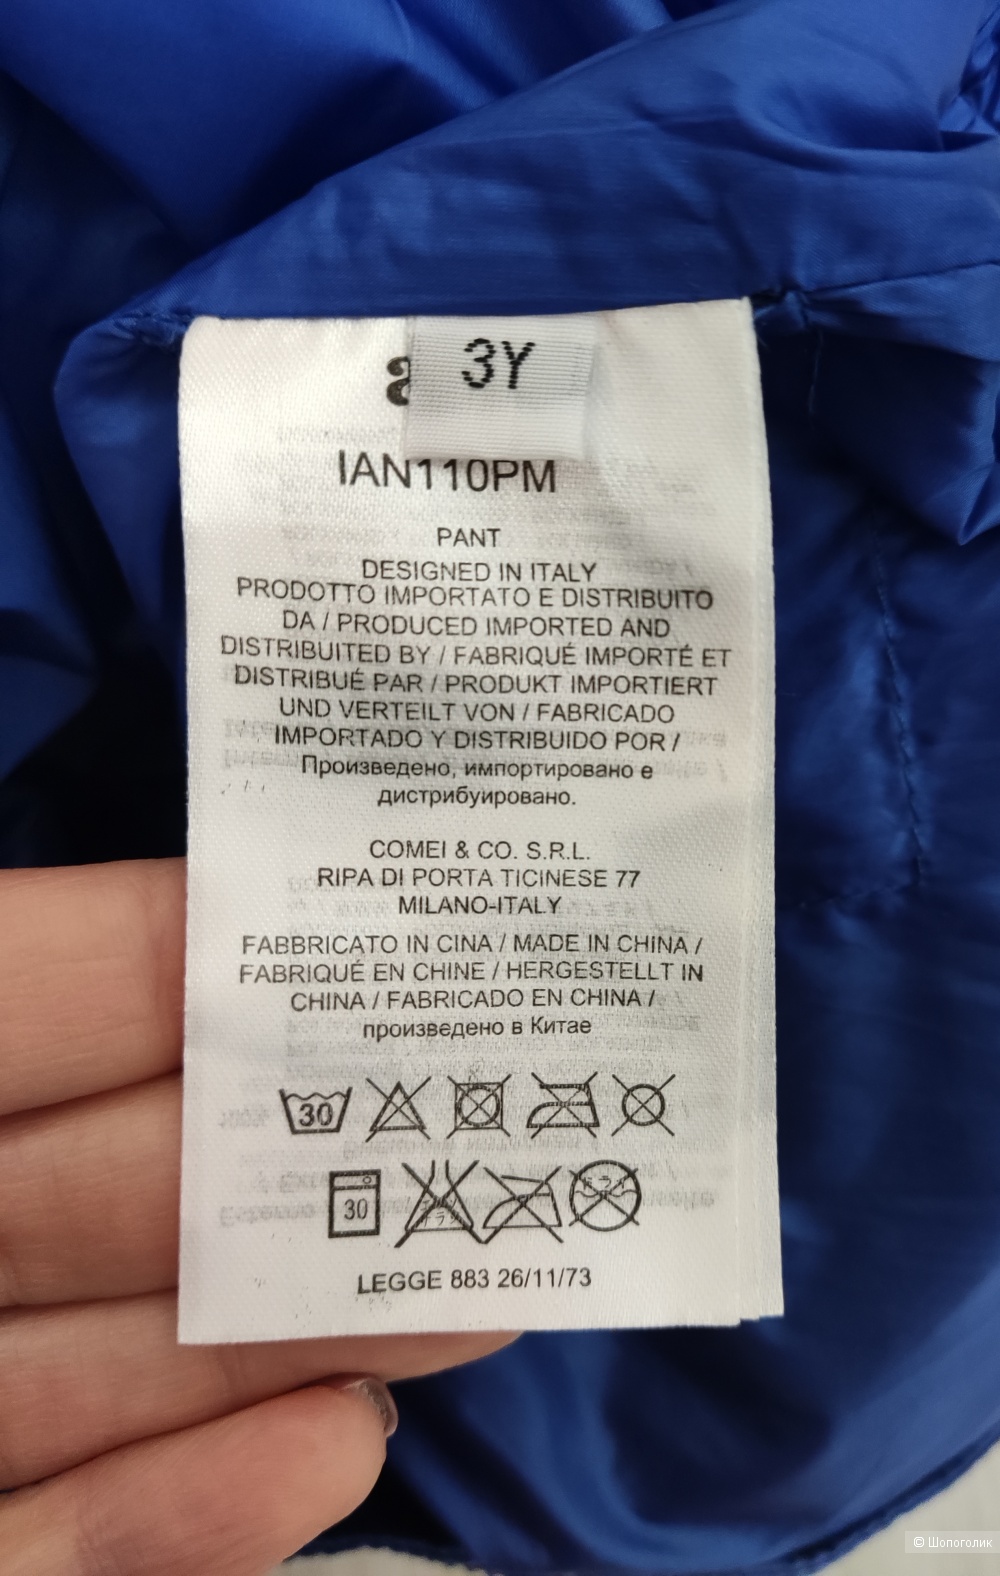 3Y
IAN110PM
PANT
DESIGNED IN ITALY
PRODOTTO IMPORTATO E DISTRIBUITO
DA / PRODUCED IMPORTED AND
DISTRIBUITED BY / FABRIQUÉ IMPORTÉ ET
DISTRIBUÉ PAR / PRODUKT IMPORTIERT
UND VERTEILT VON / FABRICADO
IMPORTADO Y DISTRIBUIDO POR /
Произведено, импортировано е
дистрибуировано.
COMEI & CO. S.R.L.
RIPA DI PORTA TICINESE 77
MILANO-ITALY
FABBRICATO IN CINA / MADE IN CHINA /
FABRIQUÉ EN CHINE / HERGESTELLT IN
CHINA / FABRICADO EN CHINA /
произведено в Китае
30
30
LEGGE 883 26/11/73
© Шопоголик